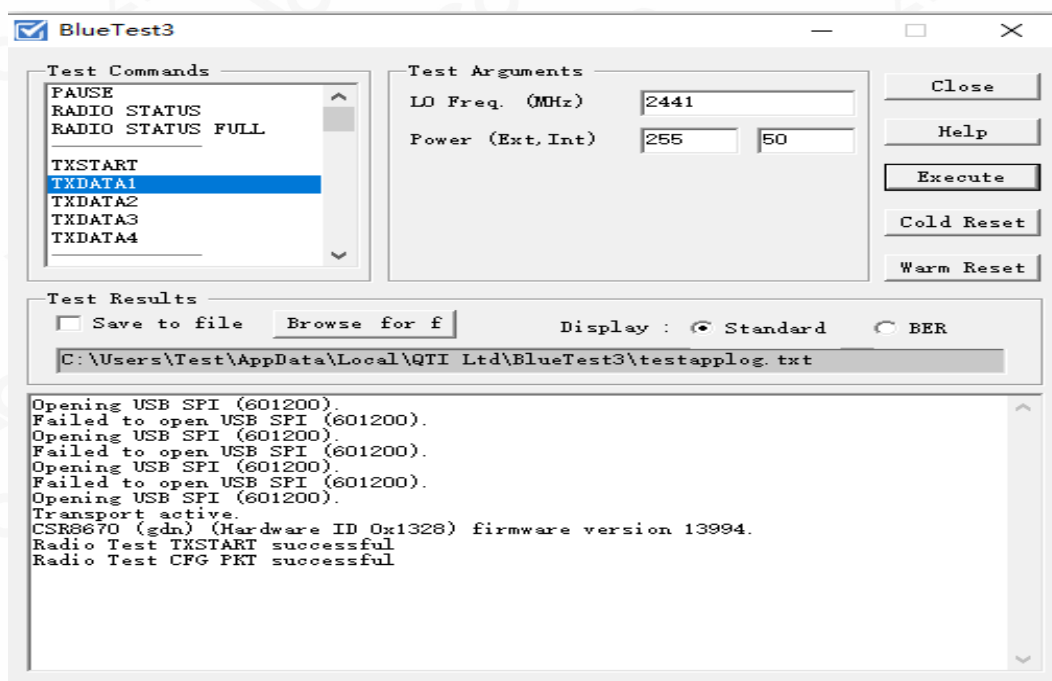 BlueTest3
Test Commands
PAUSE
RADIO STATUS
RADIO STATUS FULL
TXSTART
TXDATA1
TXDATA2
TXDATA3
TXDATA4
Test Arguments
LO Freq. (MHz) 2441
Power (Ext,Int) 255 50
Close
Help
Execute
Cold Reset
Warm Reset
Test Results
Save to file Browse for f Display : Standard BER
C:\Users\Test\AppData\Local\QTI Ltd\BlueTest3\testapplog.txt
Opening USB SPI (601200).
Failed to open USB SPI (601200).
Opening USB SPI (601200).
Failed to open USB SPI (601200).
Opening USB SPI (601200).
Failed to open USB SPI (601200).
Opening USB SPI (601200).
Transport active.
CSR8670 (gdn) (Hardware ID 0x1328) firmware version 13994.
Radio Test TXSTART successful
Radio Test CFG PKT successful